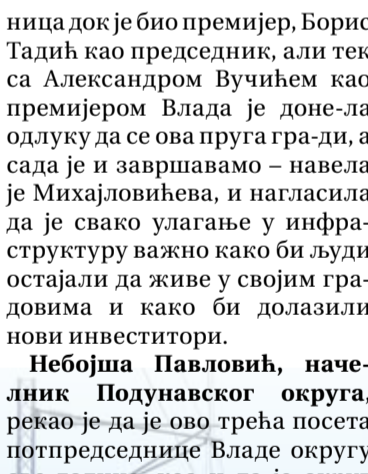 ница док је био премијер, Борис
Тадић као председник, али тек
са Александром Вучићем као
премијером Влада је доне-ла
одлуку да се ова пруга гра-ди, а
сада је и завршавамо – навела
је Михајловићева, и нагласила
да је свако улагање у инфра-
структуру важно како би људи
остајали да живе у својим гра-
довима и како би долазили
нови инвеститори.
Небојша Павловић, наче-
лник Подунавског округа,
рекао је да је ово трећа посета
потпредседнице Владе округу